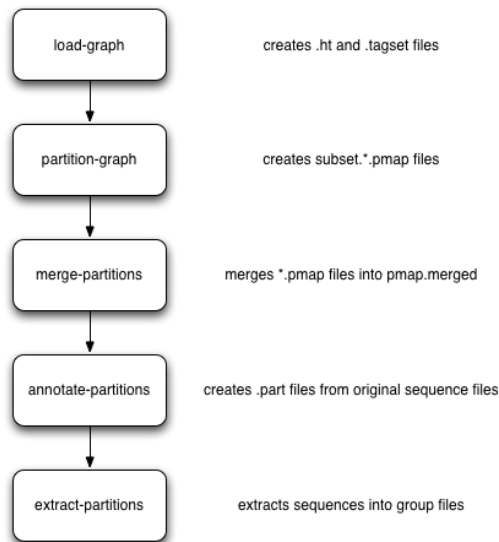 load-graph
creates .ht and .tagset files
partition-graph
creates subset.*.pmap files
merge-partitions
merges *.pmap files into pmap.merged
annotate-partitions
creates .part files from original sequence files
extract-partitions
extracts sequences into group files